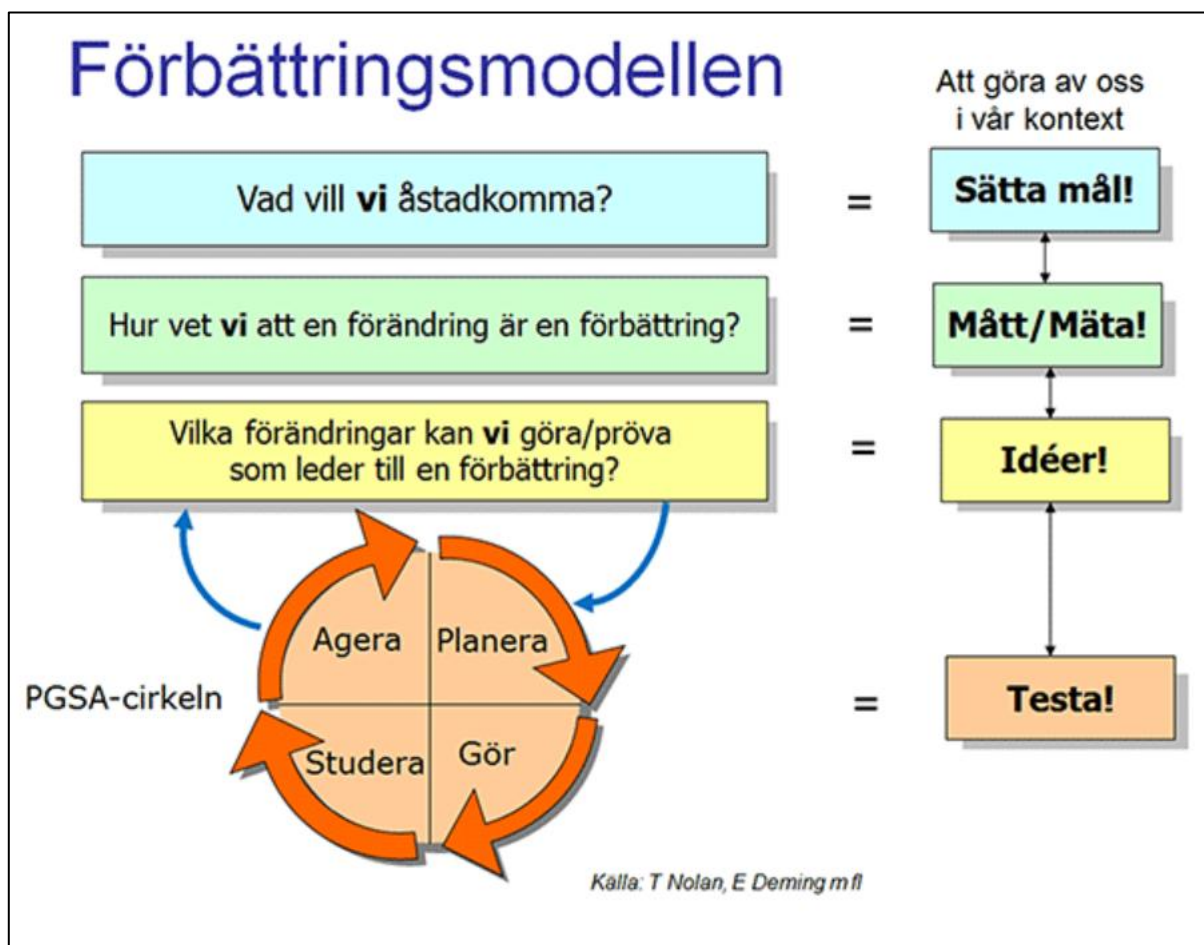 Förbättringsmodellen
Att göra av oss
i vår kontext
Vad vill vi åstadkomma?
=
Sätta mål!
Hur vet vi att en förändring är en förbättring?
=
Mått/Mäta!
Vilka förändringar kan vi göra/pröva
som leder till en förbättring?
=
Idéer!
Agera
Planera
PGSA-cirkeln
=
Testa!
Studera
Gör
Källa: T Nolan, E Deming m fl